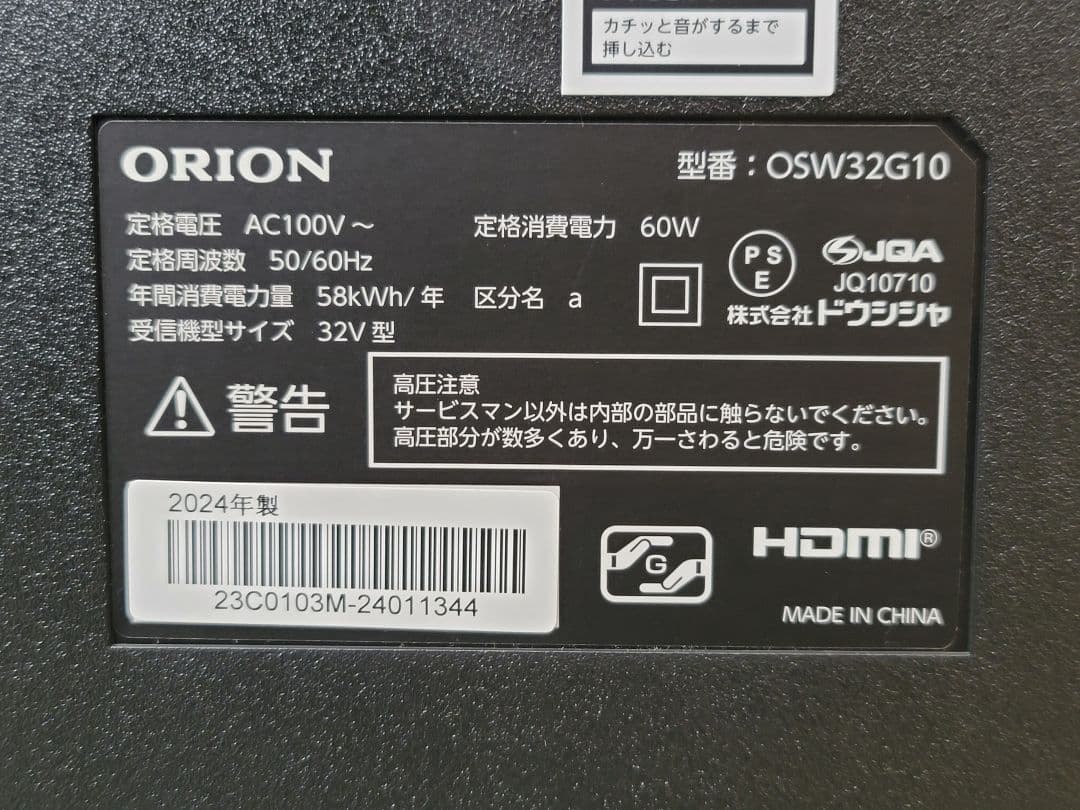 カチッと音がするまで
挿し込む
ORION
型番：OSW32G10
定格電圧 AC100V～ 定格消費電力 60W
定格周波数 50/60Hz
年間消費電力量 58kWh/年 区分名 a
受信機型サイズ 32V型
PS
E
JQA
JQ10710
株式会社ドウシシャ
警告
高圧注意
サービスマン以外は内部の部品に触らないでください。
高圧部分が数多くあり、万一さわると危険です。
2024年製
23C0103M-24011344
G
HDMI®
MADE IN CHINA